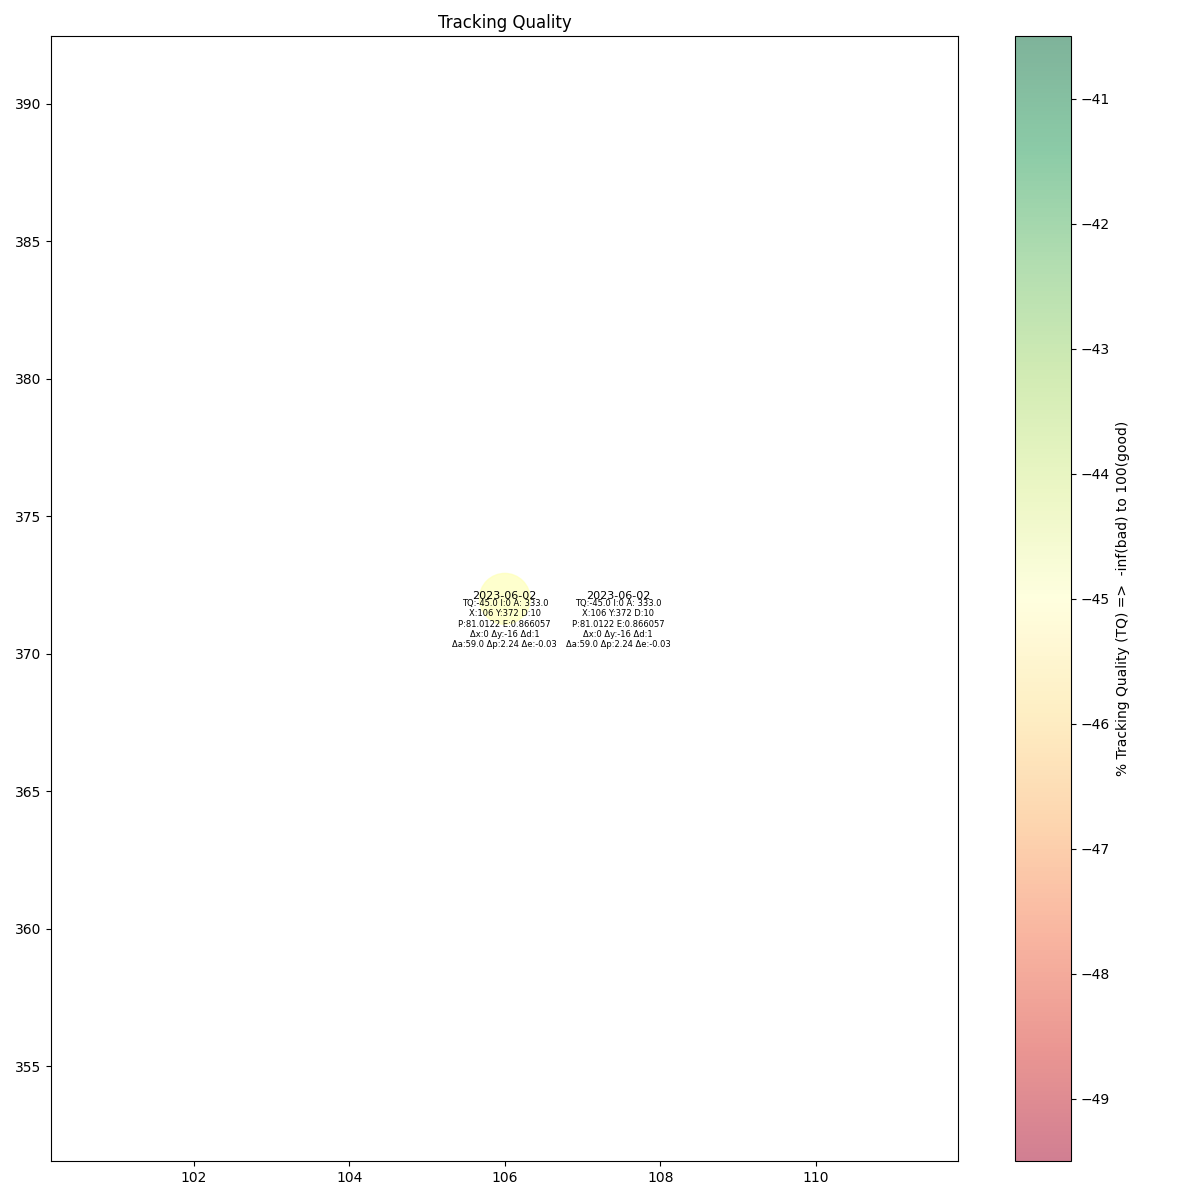 Tracking Quality
390
385
380
375
370
365
360
355
102
104
106
108
110
2023-06-02
TQ:-45.0 I:0 A: 333.0
X:106 Y:372 D:10
P:81.0122 E:0.866057
Δx:0 Δy:-16 Δd:1
Δa:59.0 Δp:2.24 Δe:-0.03
2023-06-02
TQ:-45.0 I:0 A: 333.0
X:106 Y:372 D:10
P:81.0122 E:0.866057
Δx:0 Δy:-16 Δd:1
Δa:59.0 Δp:2.24 Δe:-0.03
−41
−42
−43
−44
−45
−46
−47
−48
−49
% Tracking Quality (TQ) =>  -inf(bad) to 100(good)